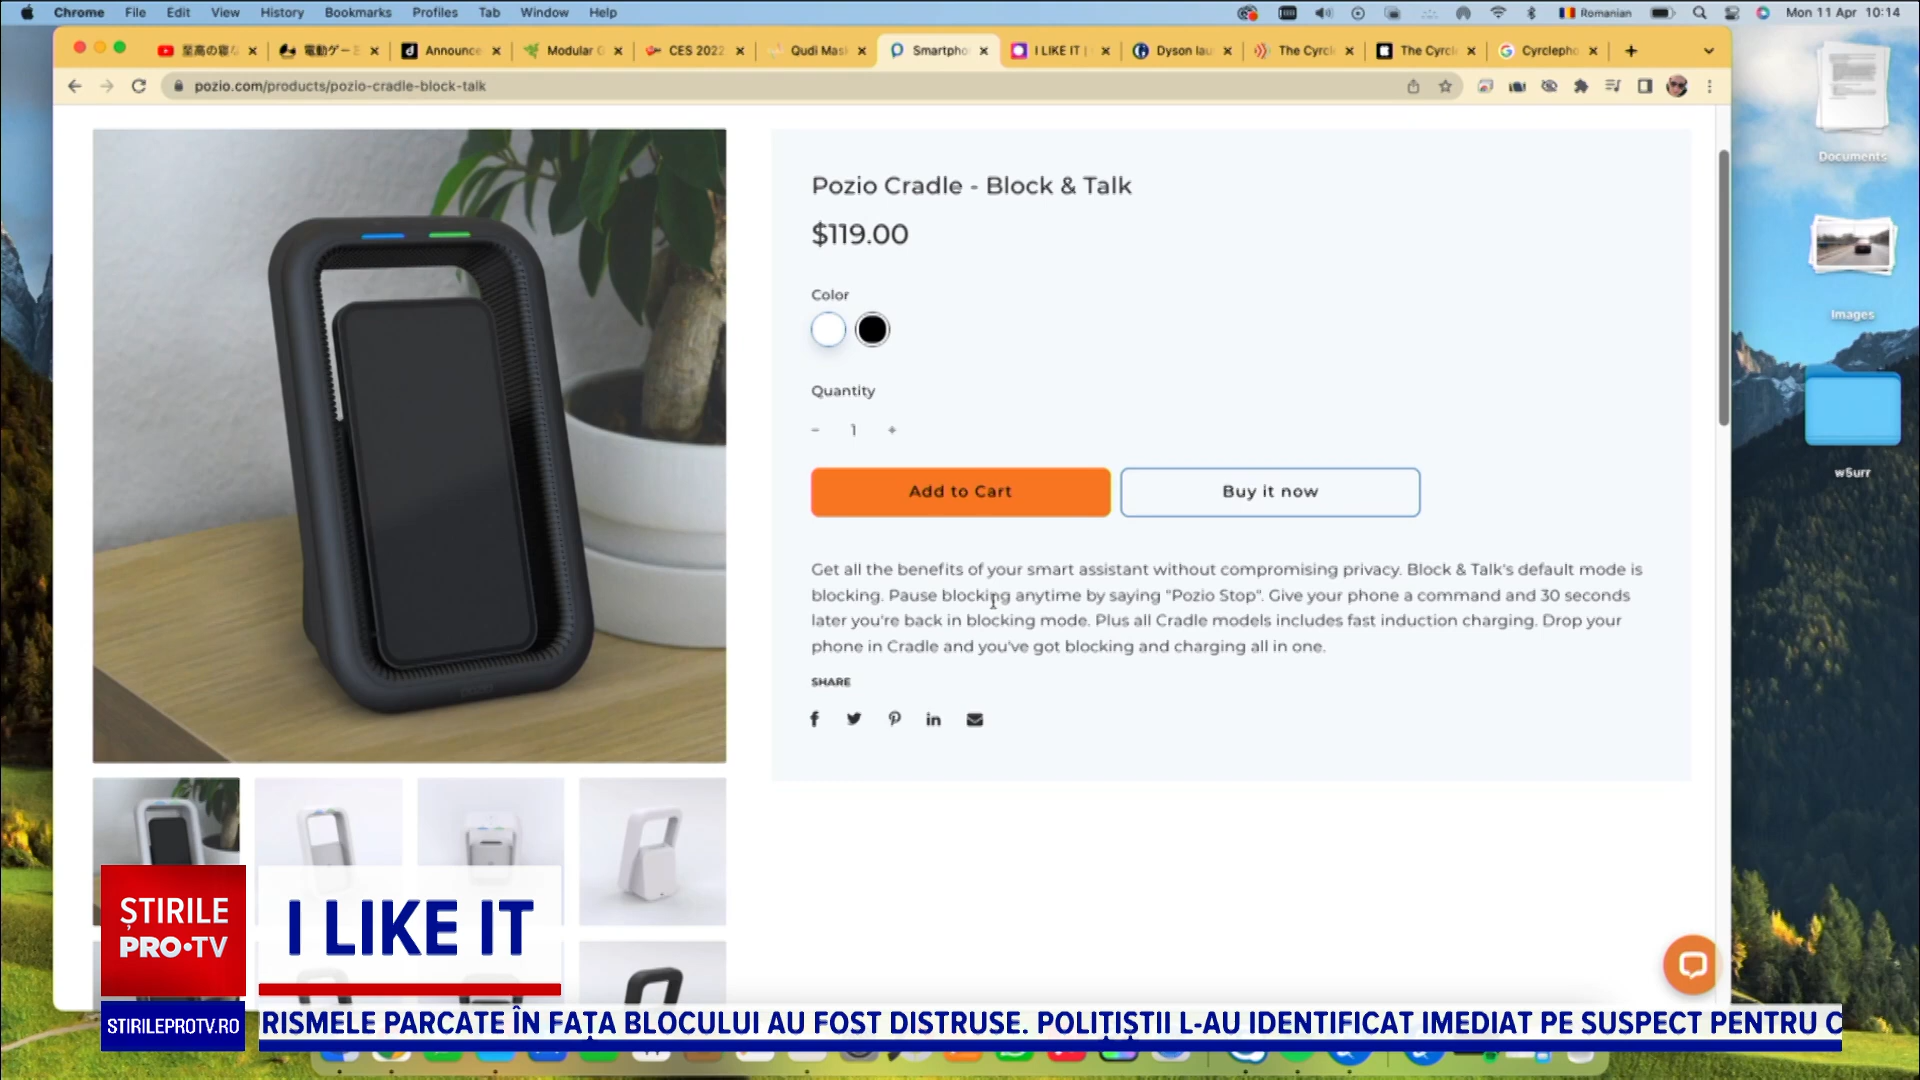 Chrome File Edit View History Bookmarks Profiles Tab Window Help
Romanian Mon 11 Apr 10:14
電動ゲー Announce Modular CES 2022 Qudi Mas Smartpho I LIKE IT Dyson lau The Cyrcl The Cyrcl Cyrclepho
pozio.com/products/pozio-cradle-block-talk
Documents
Images
w5urr
Pozio Cradle - Block & Talk
$119.00
Color
Quantity
- 1 +
Add to Cart
Buy it now
Get all the benefits of your smart assistant without compromising privacy. Block & Talk's default mode is
blocking. Pause blocking anytime by saying "Pozio Stop". Give your phone a command and 30 seconds
later you're back in blocking mode. Plus all Cradle models includes fast induction charging. Drop your
phone in Cradle and you've got blocking and charging all in one.
SHARE
ȘTIRILE
PRO•TV
I LIKE IT
STIRILEPROTV.RO
RISMELE PARCATE ÎN FAȚA BLOCULUI AU FOST DISTRUSE. POLIȚIȘTII L-AU IDENTIFICAT IMEDIAT PE SUSPECT PENTRU C